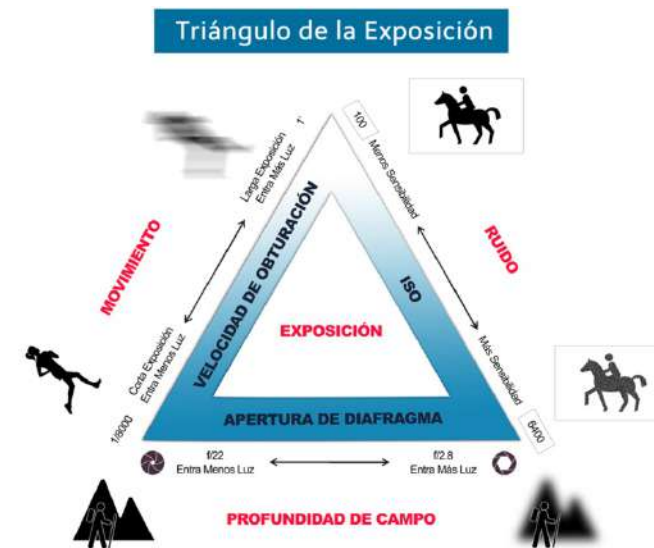 Triángulo de la Exposición
1'
Larga Exposición
Entra Más Luz
MOVIMIENTO
Corta Exposición
Entra Menos Luz
1/8000
VELOCIDAD DE OBTURACIÓN
100
Menos Sensibilidad
RUIDO
ISO
Más Sensibilidad
6400
EXPOSICIÓN
APERTURA DE DIAFRAGMA
f/22
Entra Menos Luz
f/2.8
Entra Más Luz
PROFUNDIDAD DE CAMPO